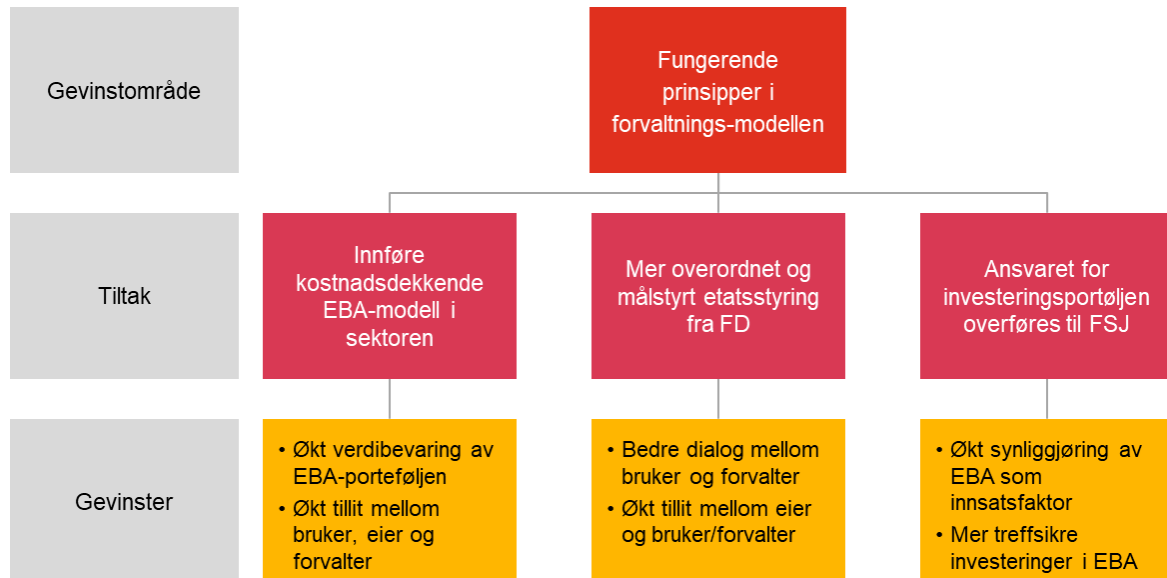 Gevinstområde
Fungerende
prinsipper i
forvaltnings-modellen
Tiltak
Innføre
kostnadsdekkende
EBA-modell i
sektoren
Mer overordnet og
målstyrt etatsstyring
fra FD
Ansvaret for
investeringsportøljen
overføres til FSJ
Gevinster
• Økt verdibevaring av
EBA-porteføljen
• Økt tillit mellom
bruker, eier og
forvalter
• Bedre dialog mellom
bruker og forvalter
• Økt tillit mellom eier
og bruker/forvalter
• Økt synliggjøring av
EBA som
innsatsfaktor
• Mer treffsikre
investeringer i EBA